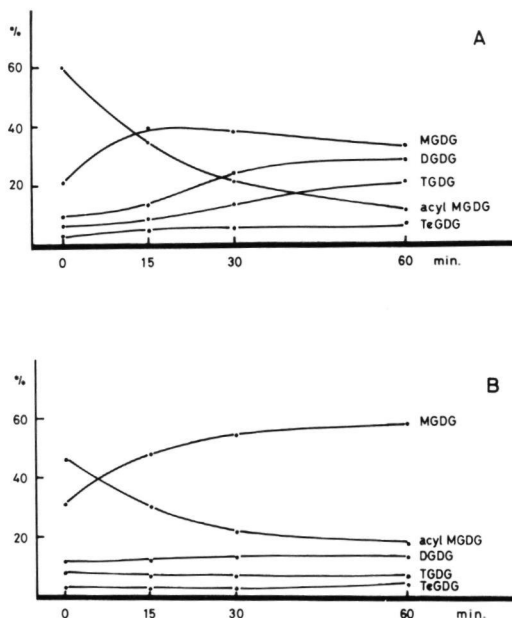 %
A
60
40
20
MGDG
DGDG
TGDG
acyl MGDG
TeGDG
0 15 30 60 min.
%
B
60
40
20
MGDG
acyl MGDG
DGDG
TGDG
TeGDG
0 15 30 60 min.